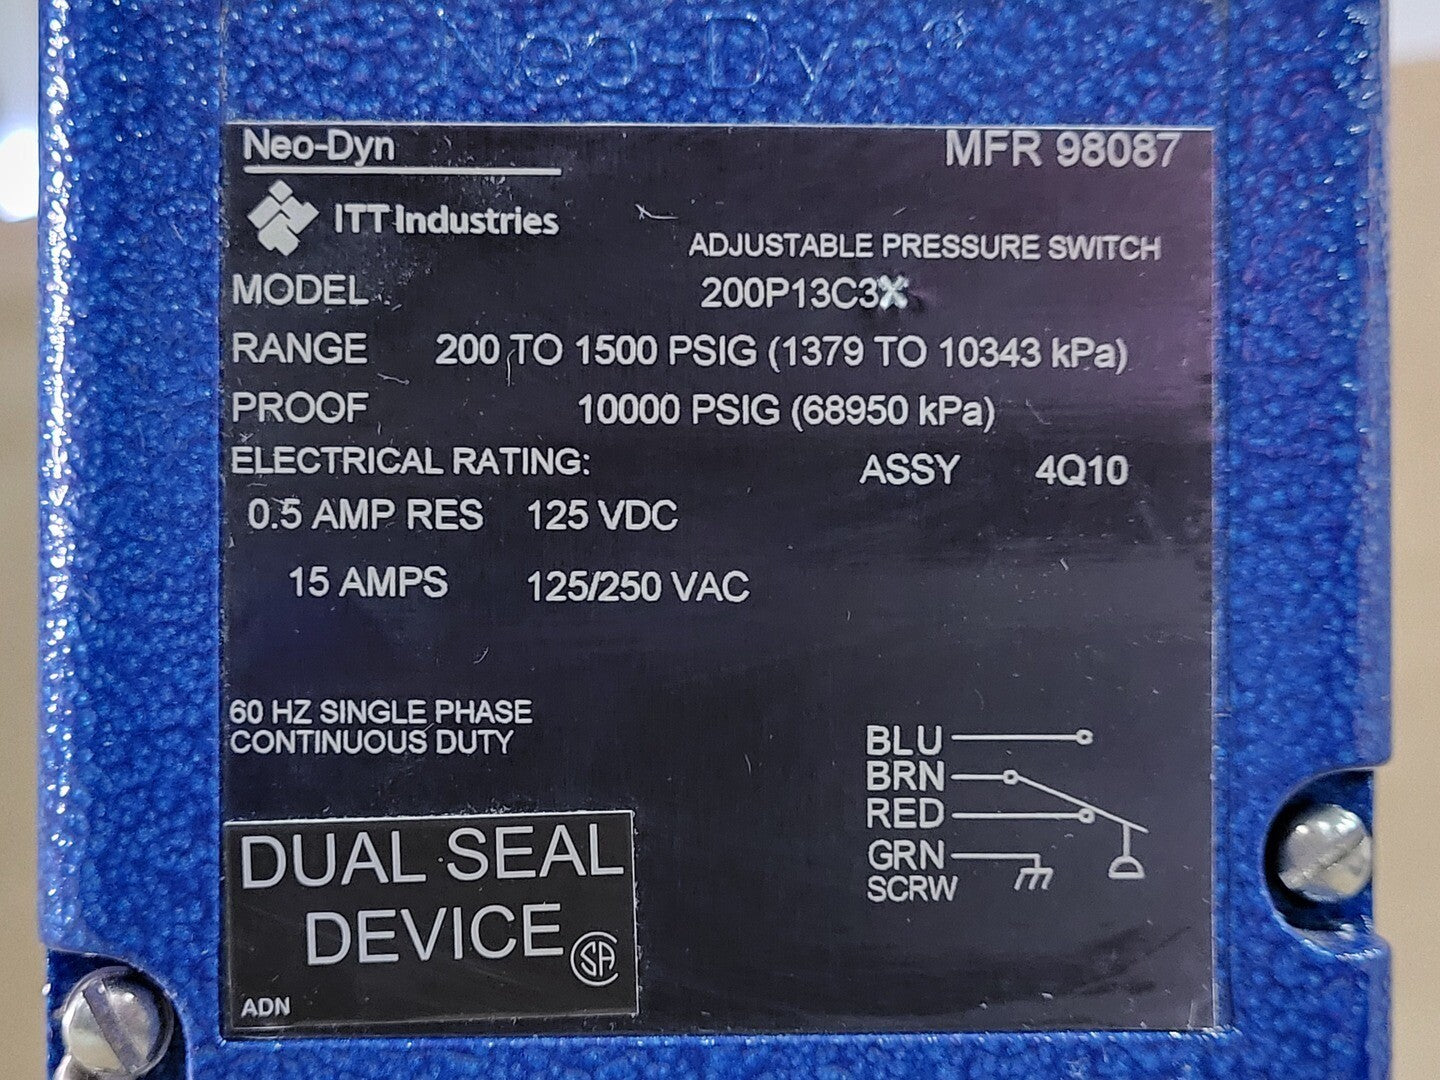 Neo-Dyn®
Neo-Dyn
MFR 98087
ITT Industries
ADJUSTABLE PRESSURE SWITCH
MODEL 200P13C3X
RANGE 200 TO 1500 PSIG (1379 TO 10343 kPa)
PROOF 10000 PSIG (68950 kPa)
ELECTRICAL RATING: ASSY 4Q10
0.5 AMP RES 125 VDC
15 AMPS 125/250 VAC
60 HZ SINGLE PHASE
CONTINUOUS DUTY
BLU
BRN
RED
GRN
SCRW
DUAL SEAL
DEVICE
CSA
ADN